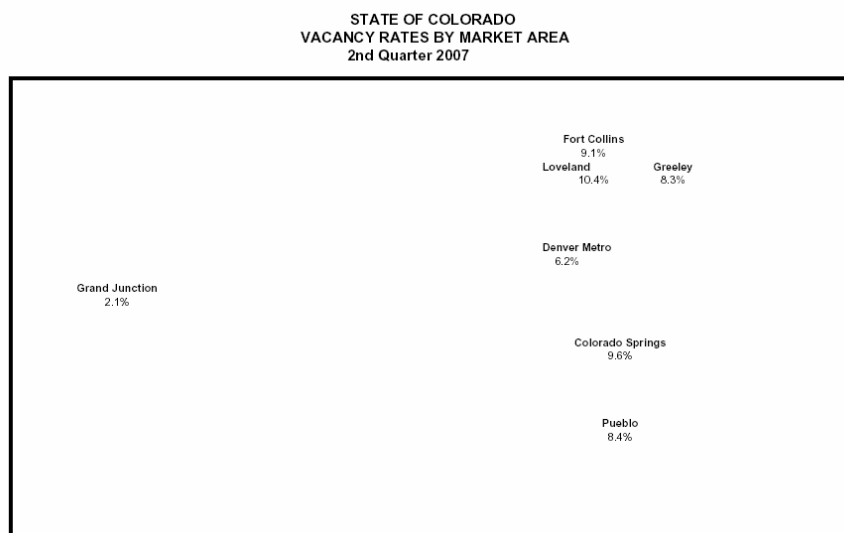 STATE OF COLORADO
VACANCY RATES BY MARKET AREA
2nd Quarter 2007
Fort Collins
9.1%
Loveland Greeley
10.4% 8.3%
Denver Metro
6.2%
Grand Junction
2.1%
Colorado Springs
9.6%
Pueblo
8.4%